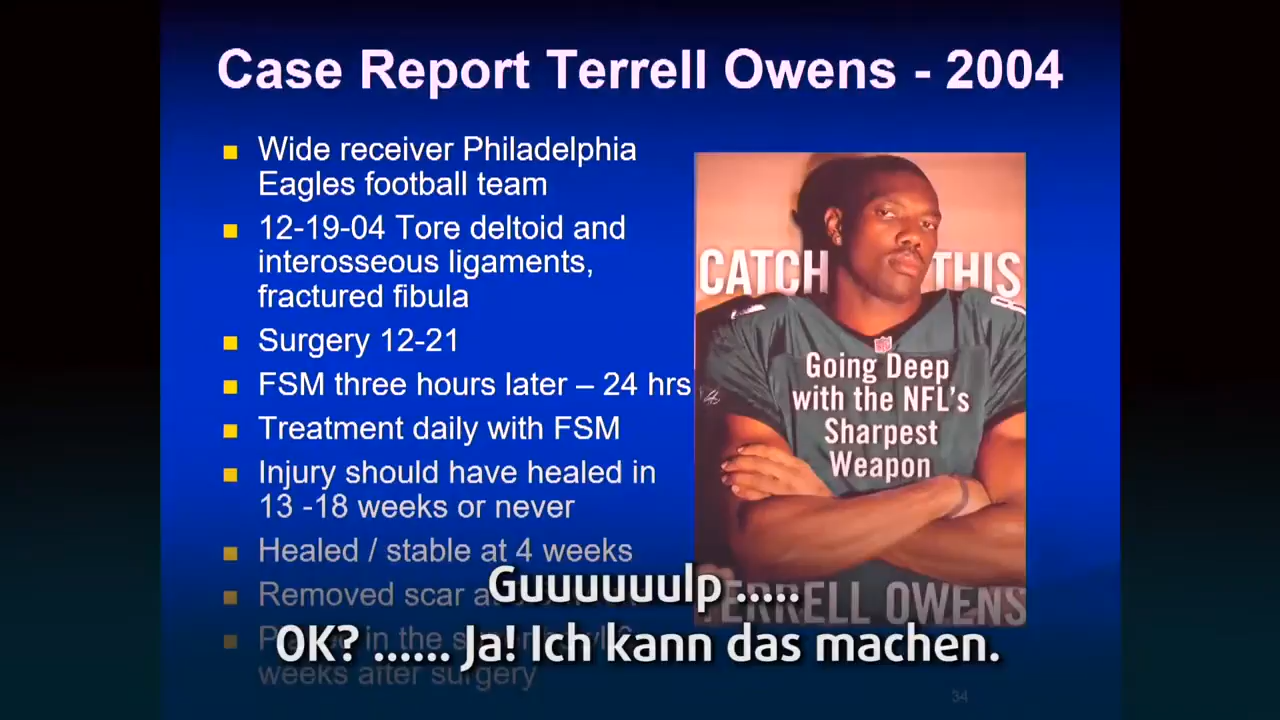 Case Report Terrell Owens - 2004
Wide receiver Philadelphia
Eagles football team
12-19-04 Tore deltoid and
interosseous ligaments,
fractured fibula
Surgery 12-21
FSM three hours later – 24 hrs
Treatment daily with FSM
Injury should have healed in
13 -18 weeks or never
Healed / stable at 4 weeks
Removed scar
in the
weeks after surgery
CATCH THIS
Going Deep
with the NFL's
Sharpest
Weapon
TERRELL OWENS
Guuuuuulp .....
OK? ...... Ja! Ich kann das machen.
34